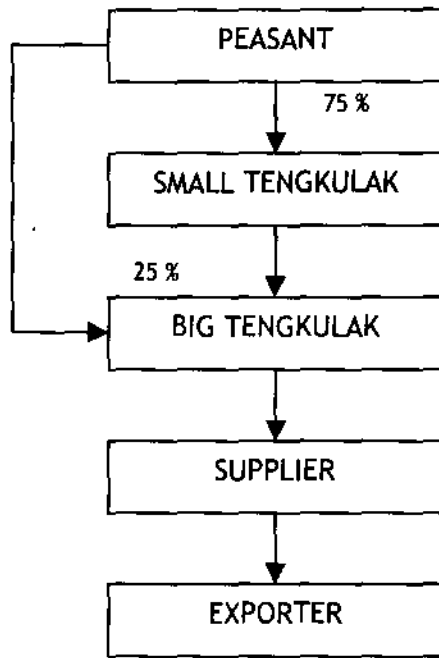 PEASANT
75 %
SMALL TENGKULAK
25 %
BIG TENGKULAK
SUPPLIER
EXPORTER